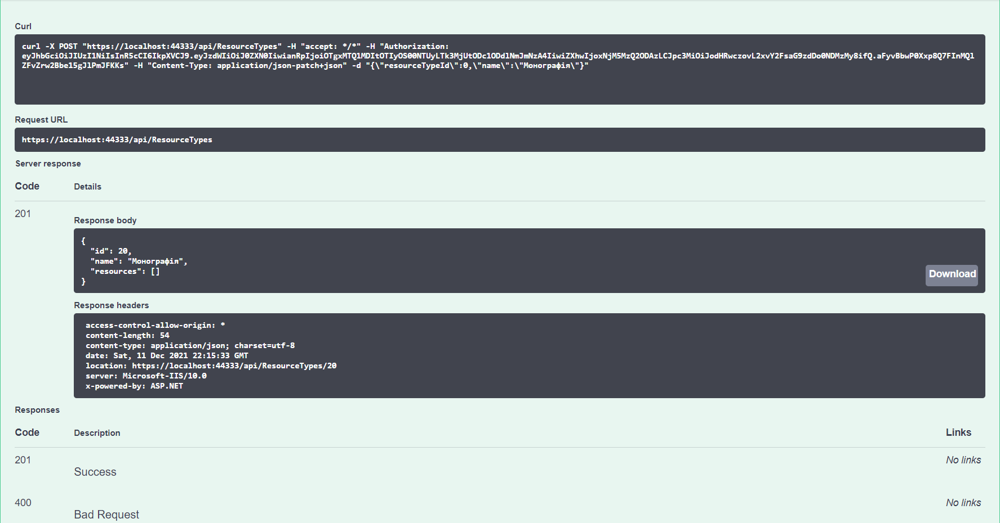 Curl
curl -X POST "https://localhost:44333/api/ResourceTypes" -H "accept: */*" -H "Authorization:
eyJhbGciOiJIUzI1NiIsInR5cCI6IkpXVCJ9.eyJzdWIiOiJ0ZXN0IiwianRpIjoiOTgxMTQ1MDItOTIyOS00NTUyLTk3MjUtODc1ODdlNmJmNzA4IiwiZXhwIjoxNjM5MzQ2ODAzLCJpc3MiOiJodHRwczovL2xvY2FsaG9zdDo0NDMzMy8ifQ.aFyvBbwP0Xxp8Q7FInMQl
ZFvZrw2Bbe15gJlPmJFKKs" -H "Content-Type: application/json-patch+json" -d "{\"resourceTypeId\":0,\"name\":\"Монографія\"}"
Request URL
https://localhost:44333/api/ResourceTypes
Server response
Code Details
201
Response body
{
"id": 20,
"name": "Монографія",
"resources": []
}
Download
Response headers
access-control-allow-origin: *
content-length: 54
content-type: application/json; charset=utf-8
date: Sat, 11 Dec 2021 22:15:33 GMT
location: https://localhost:44333/api/ResourceTypes/20
server: Microsoft-IIS/10.0
x-powered-by: ASP.NET
Responses
Code Description Links
201 No links
Success
400 No links
Bad Request